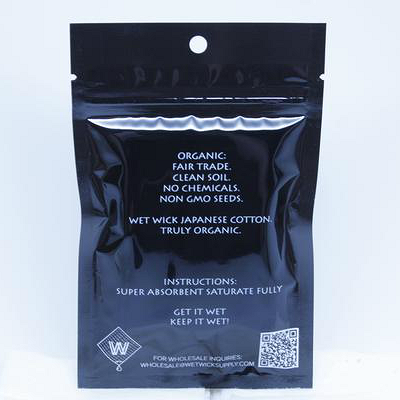 ORGANIC:
FAIR TRADE.
CLEAN SOIL.
NO CHEMICALS.
NON GMO SEEDS.
WET WICK JAPANESE COTTON.
TRULY ORGANIC.
INSTRUCTIONS:
SUPER ABSORBENT SATURATE FULLY
GET IT WET
KEEP IT WET!
W
FOR WHOLESALE INQUIRES:
WHOLESALE@WETWICKSUPPLY.COM